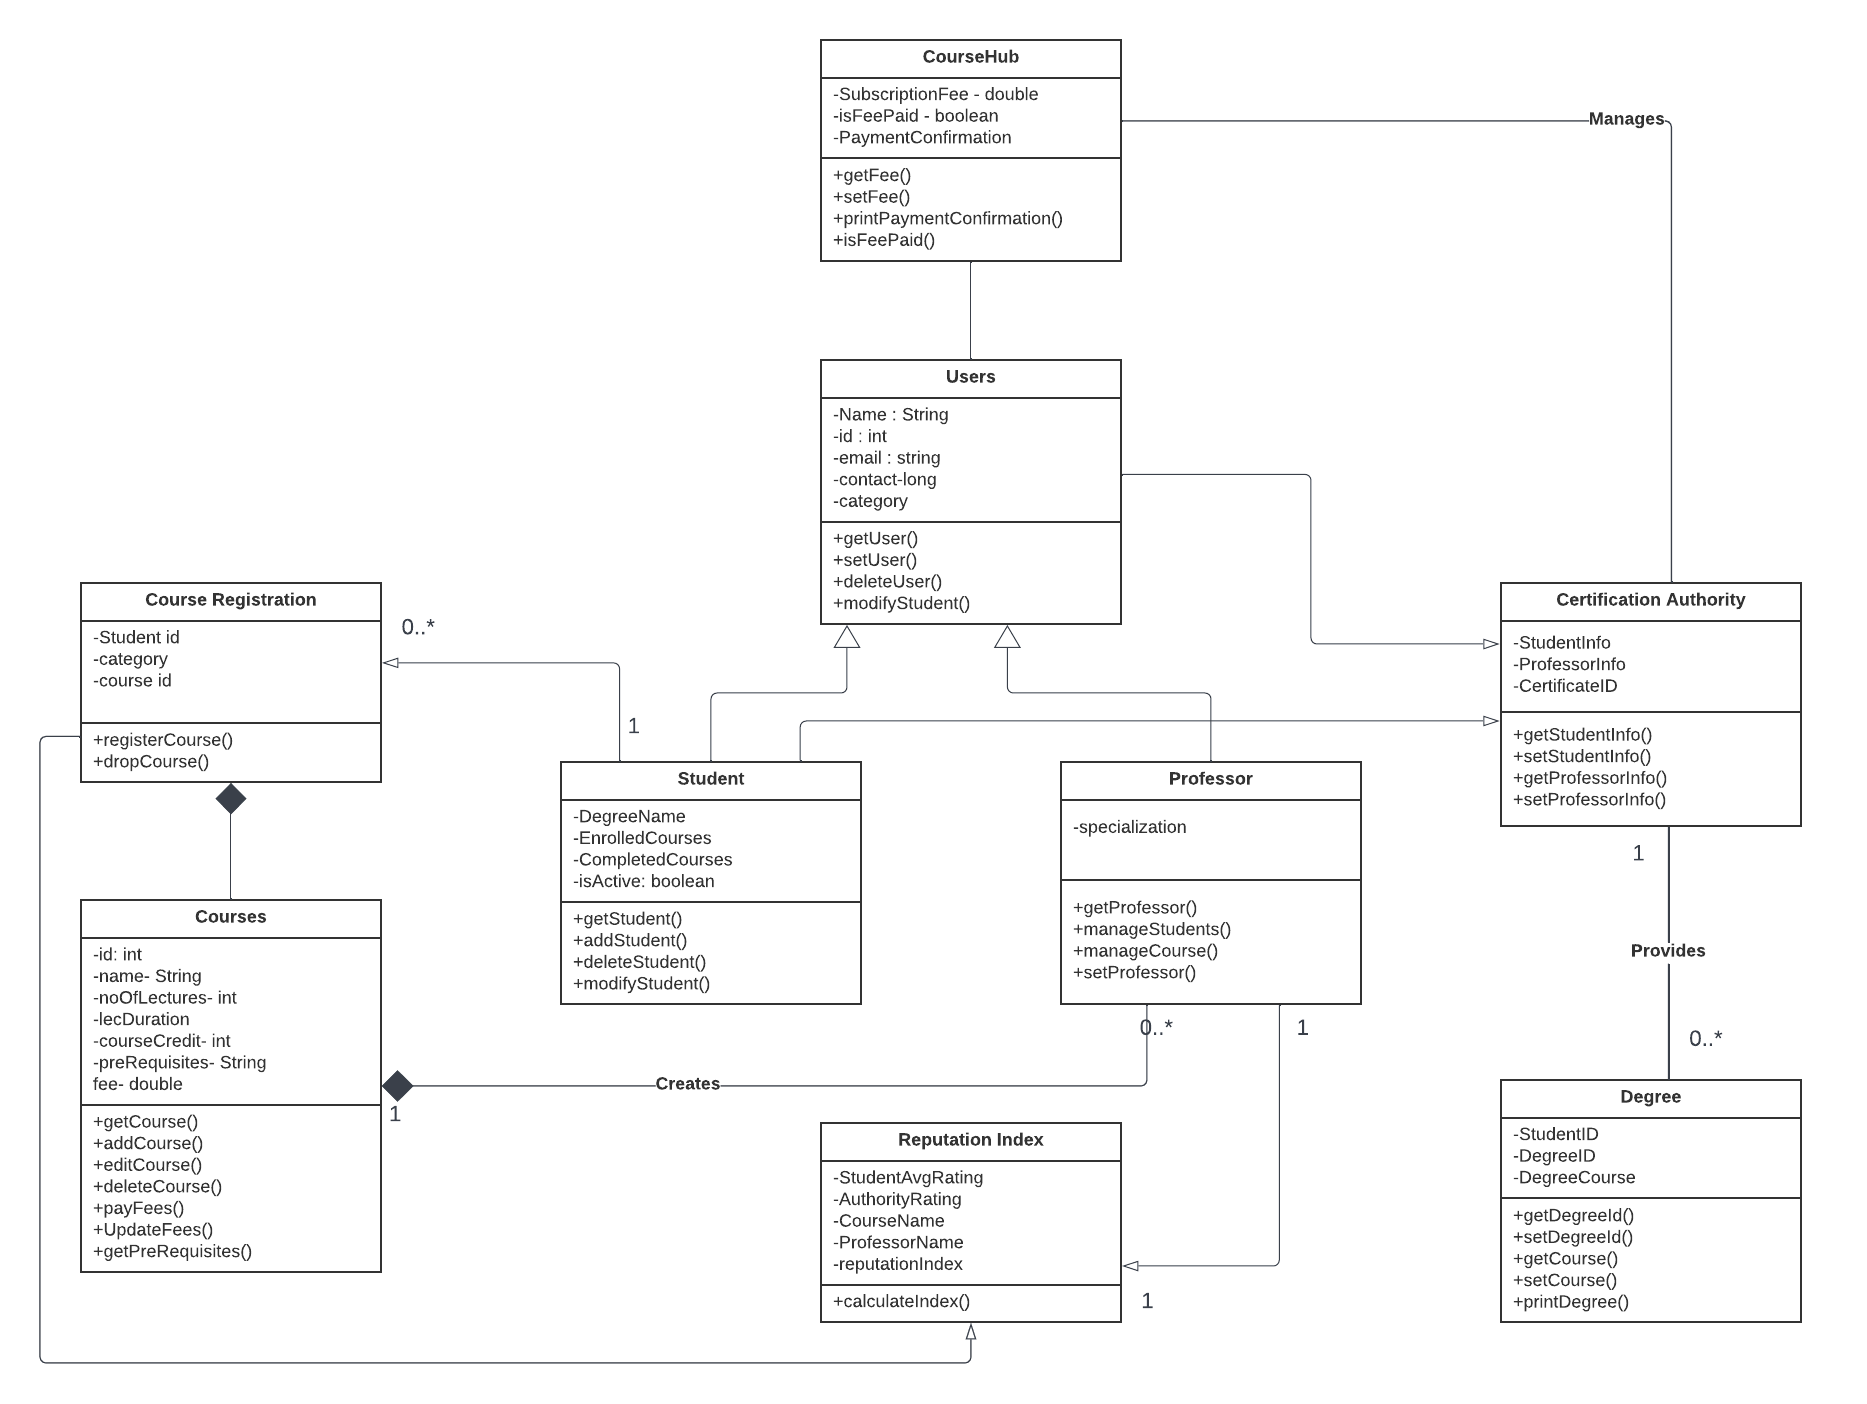 CourseHub
-SubscriptionFee - double
-isFeePaid - boolean
-PaymentConfirmation
+getFee()
+setFee()
+printPaymentConfirmation()
+isFeePaid()
Manages
Users
-Name : String
-id : int
-email : string
-contact-long
-category
+getUser()
+setUser()
+deleteUser()
+modifyStudent()
Course Registration
-Student id
-category
-course id
+registerCourse()
+dropCourse()
0..*
1
Certification Authority
-StudentInfo
-ProfessorInfo
-CertificateID
+getStudentInfo()
+setStudentInfo()
+getProfessorInfo()
+setProfessorInfo()
Student
-DegreeName
-EnrolledCourses
-CompletedCourses
-isActive: boolean
+getStudent()
+addStudent()
+deleteStudent()
+modifyStudent()
Professor
-specialization
+getProfessor()
+manageStudents()
+manageCourse()
+setProfessor()
0..*
1
1
Provides
0..*
Courses
-id: int
-name- String
-noOfLectures- int
-lecDuration
-courseCredit- int
-preRequisites- String
fee- double
+getCourse()
+addCourse()
+editCourse()
+deleteCourse()
+payFees()
+UpdateFees()
+getPreRequisites()
1
Creates
Reputation Index
-StudentAvgRating
-AuthorityRating
-CourseName
-ProfessorName
-reputationIndex
+calculateIndex()
1
Degree
-StudentID
-DegreeID
-DegreeCourse
+getDegreeId()
+setDegreeId()
+getCourse()
+setCourse()
+printDegree()